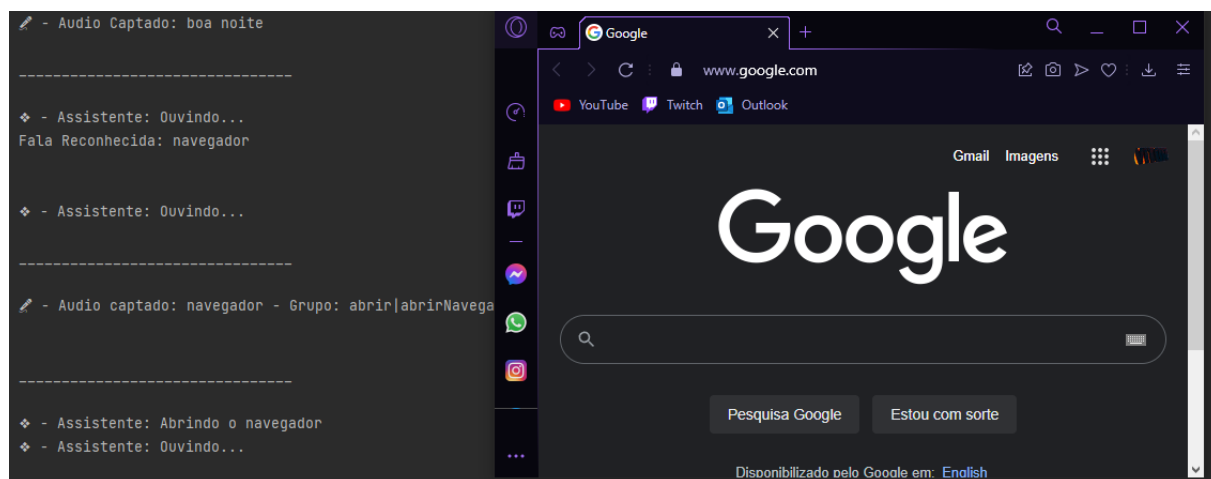 - Audio Captado: boa noite
--------------------------------
❖ - Assistente: Ouvindo...
Fala Reconhecida: navegador
❖ - Assistente: Ouvindo...
--------------------------------
- Audio captado: navegador - Grupo: abrir|abrirNavega
--------------------------------
❖ - Assistente: Abrindo o navegador
❖ - Assistente: Ouvindo...
Google
www.google.com
YouTube Twitch Outlook
Gmail Imagens
Google
Pesquisa Google Estou com sorte
Disponibilizado pelo Google em: English